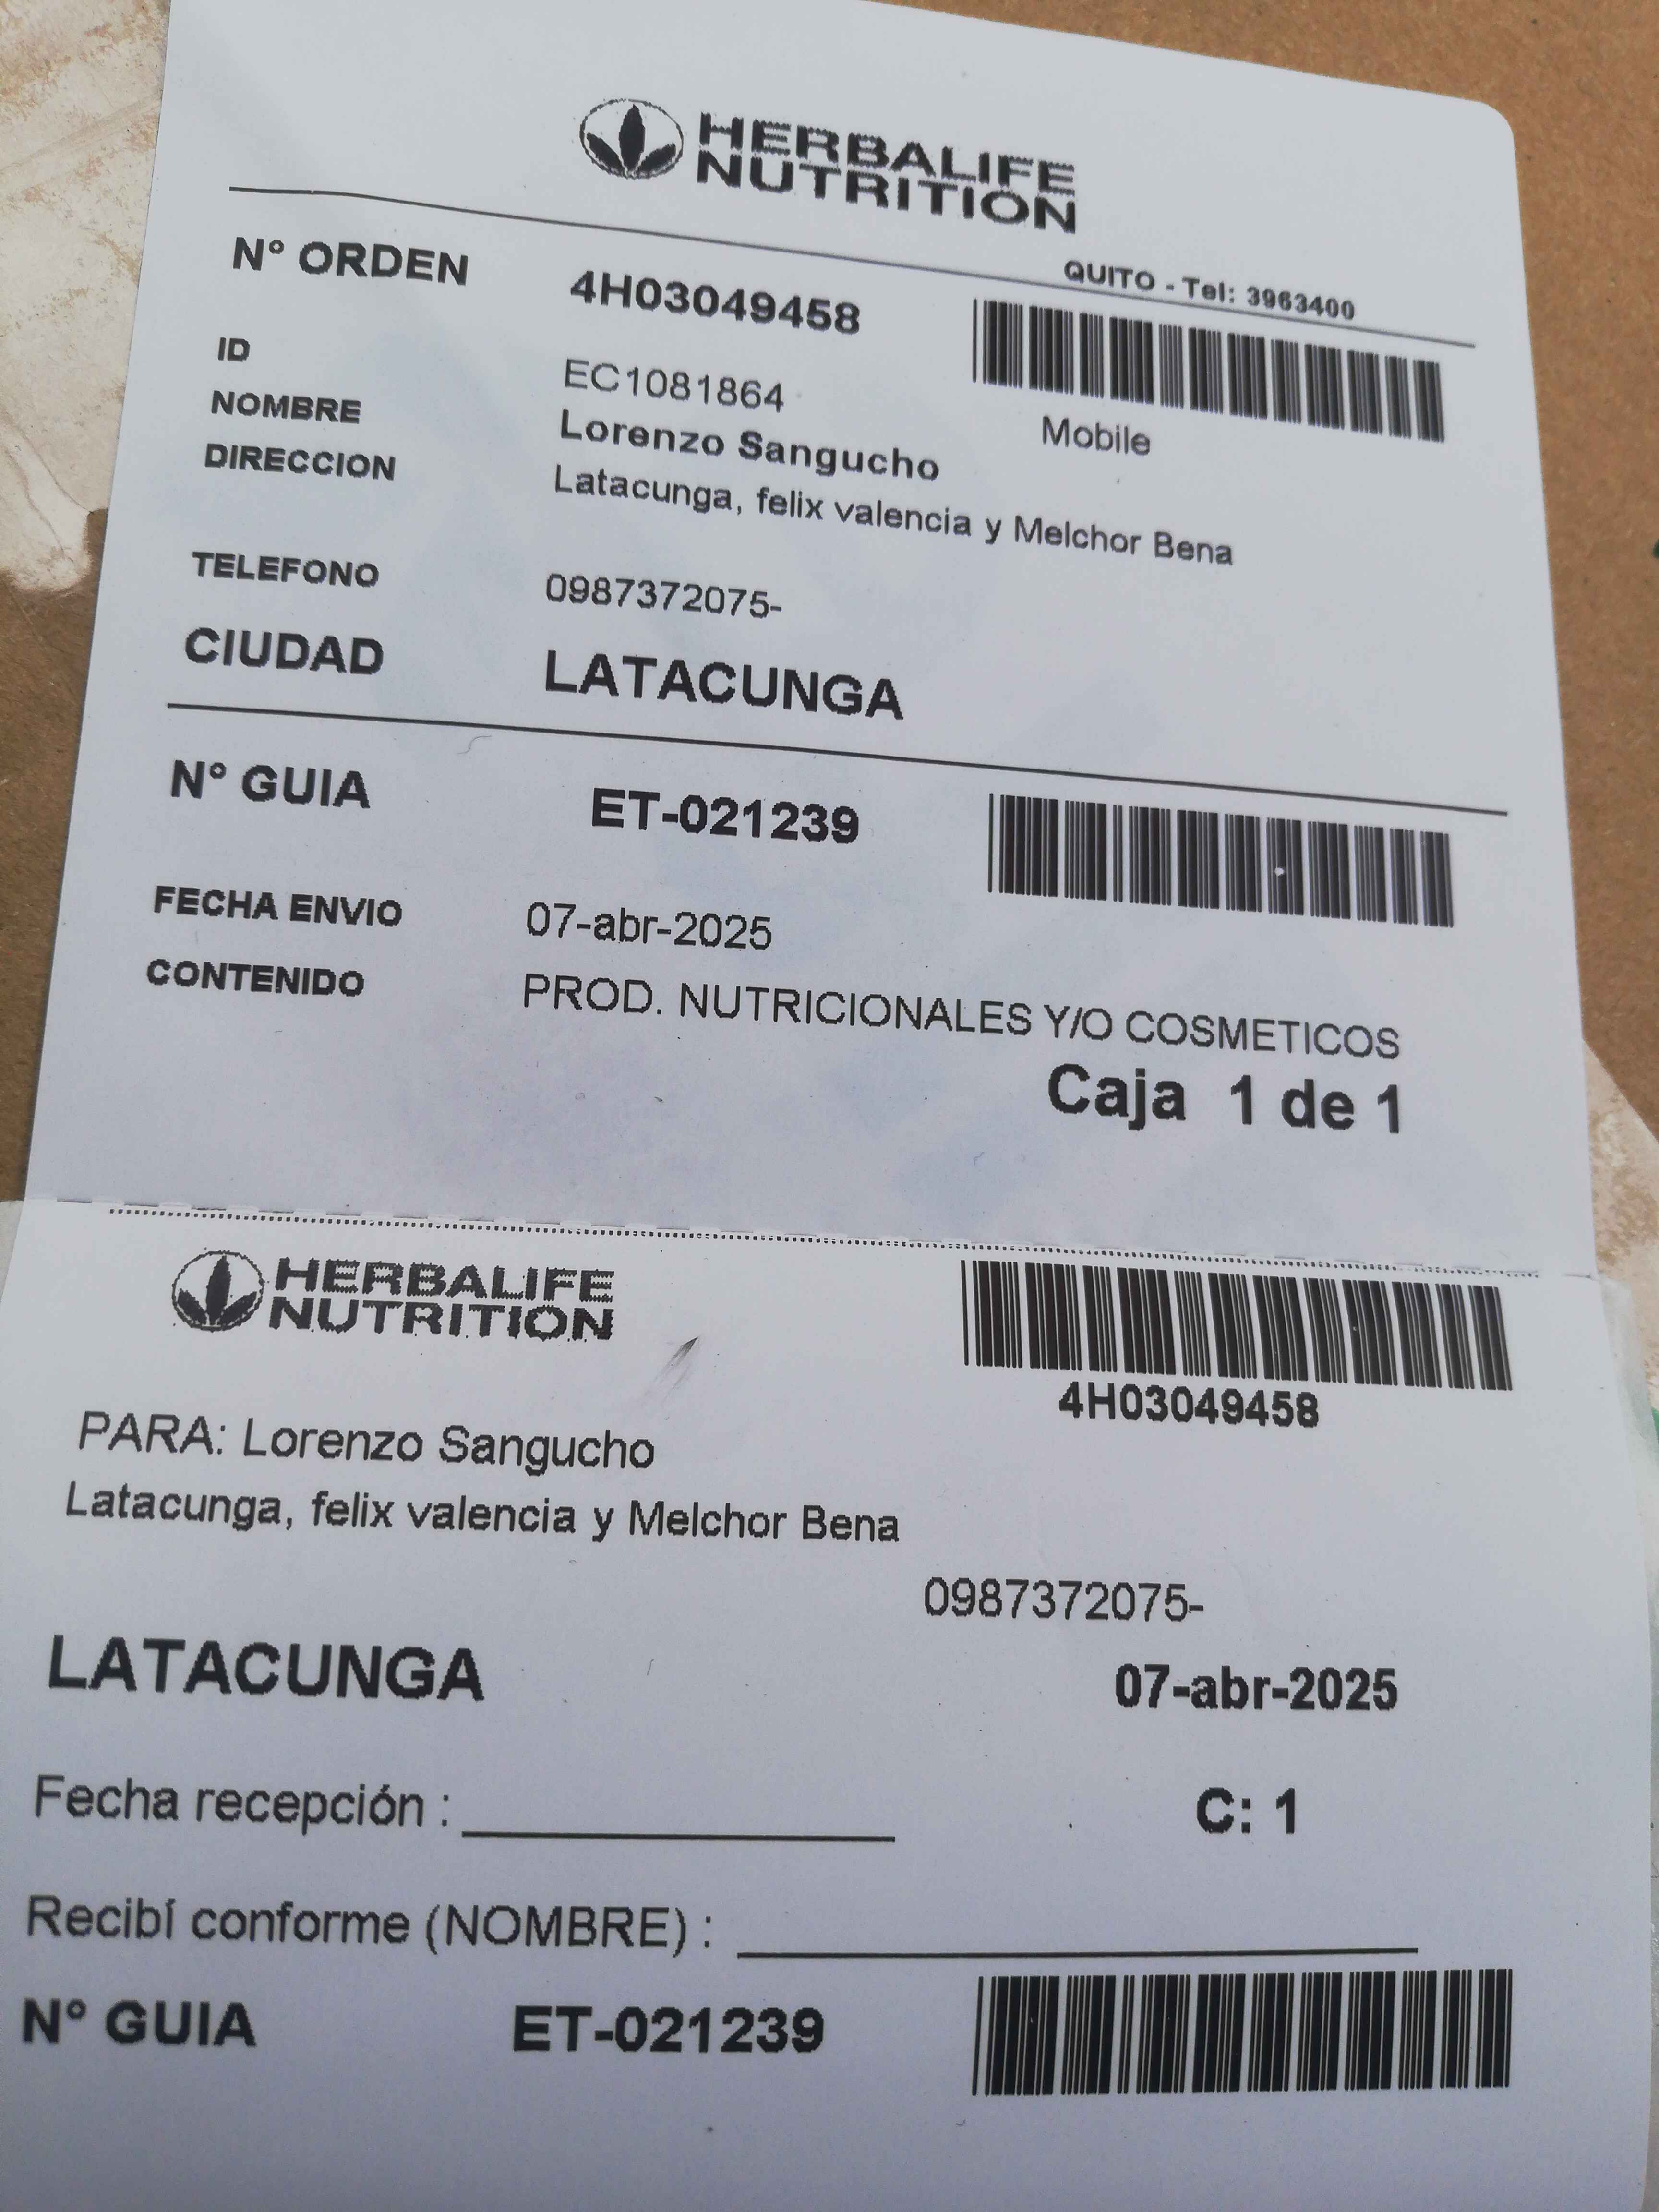 HERBALIFE
NUTRITION
QUITO - Tel: 3963400
N° ORDEN 4H03049458
ID EC1081864
Mobile
NOMBRE Lorenzo Sangucho
DIRECCION Latacunga, felix valencia y Melchor Bena
TELEFONO 0987372075-
CIUDAD LATACUNGA
N° GUIA ET-021239
FECHA ENVIO 07-abr-2025
CONTENIDO PROD. NUTRICIONALES Y/O COSMETICOS
Caja 1 de 1
HERBALIFE
NUTRITION
4H03049458
PARA: Lorenzo Sangucho
Latacunga, felix valencia y Melchor Bena
0987372075-
LATACUNGA 07-abr-2025
Fecha recepción : C: 1
Recibí conforme (NOMBRE) :
N° GUIA ET-021239